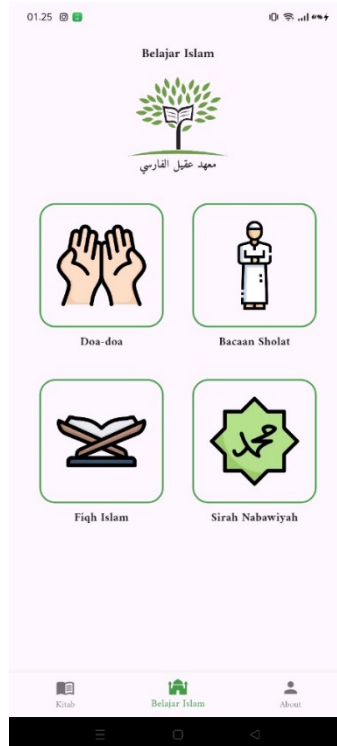 01.25
Belajar Islam
معهد عقيل الفارسي
Doa-doa
Bacaan Sholat
محمد
Fiqh Islam
Sirah Nabawiyah
Kitab
Belajar Islam
About